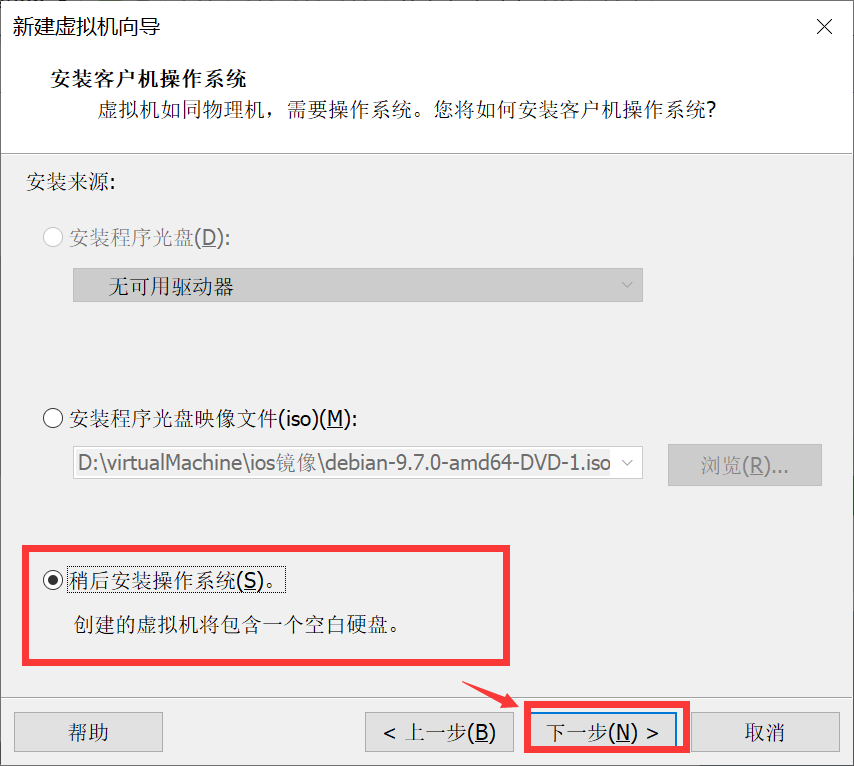 新建虚拟机向导
安装客户机操作系统
虚拟机如同物理机，需要操作系统。您将如何安装客户机操作系统?
安装来源:
安装程序光盘(D):
无可用驱动器
安装程序光盘映像文件(iso)(M):
D:\virtualMachine\ios镜像\debian-9.7.0-amd64-DVD-1.iso
浏览(R)...
稍后安装操作系统(S)。
创建的虚拟机将包含一个空白硬盘。
帮助
< 上一步(B)
下一步(N) >
取消